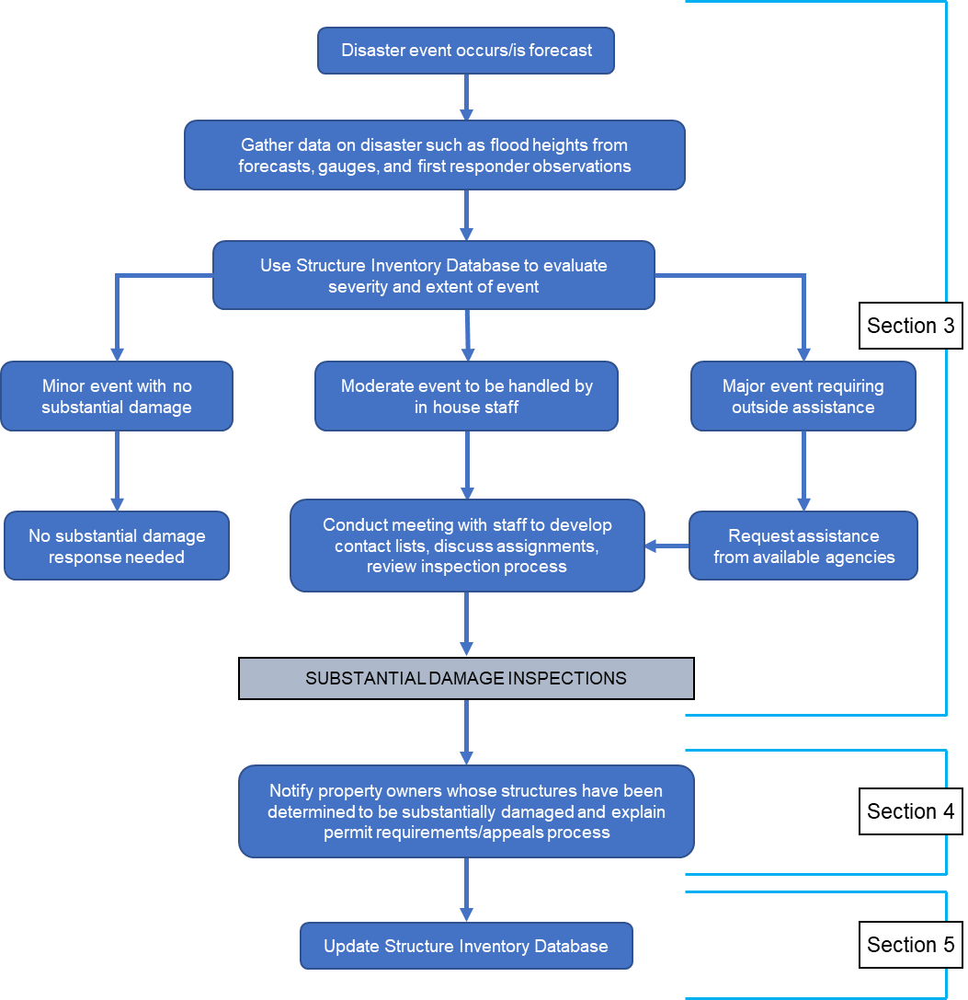 Disaster event occurs/is forecast
Gather data on disaster such as flood heights from
forecasts, gauges, and first responder observations
Use Structure Inventory Database to evaluate
severity and extent of event
Section 3
Minor event with no
substantial damage
Moderate event to be handled by
in house staff
Major event requiring
outside assistance
No substantial damage
response needed
Conduct meeting with staff to develop
contact lists, discuss assignments,
review inspection process
Request assistance
from available agencies
SUBSTANTIAL DAMAGE INSPECTIONS
Notify property owners whose structures have been
determined to be substantially damaged and explain
permit requirements/appeals process
Section 4
Update Structure Inventory Database
Section 5